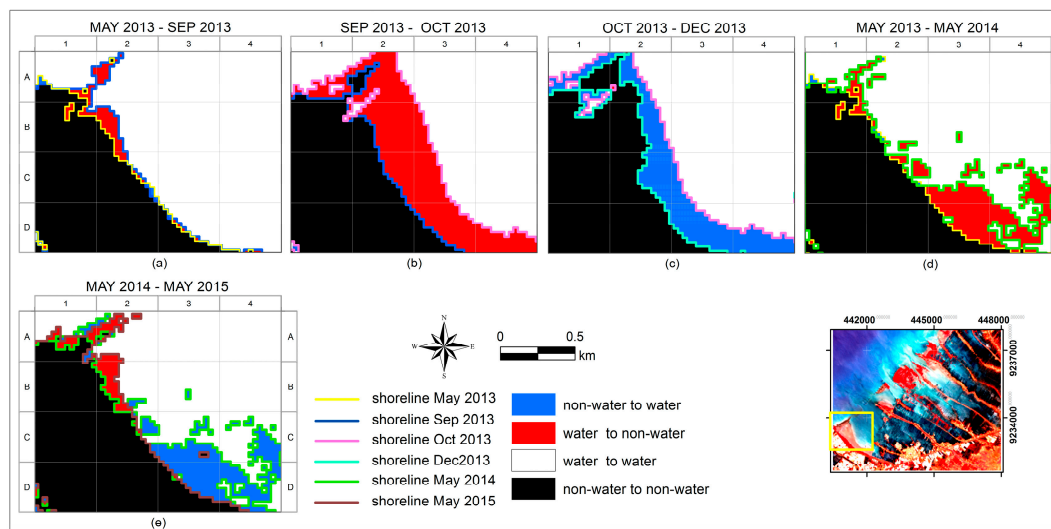 MAY 2013 - SEP 2013
SEP 2013 - OCT 2013
OCT 2013 - DEC 2013
MAY 2013 - MAY 2014
1 2 3 4
1 2 3 4
1 2 3 4
1 2 3 4
A
B
C
D
A
B
C
D
(a)
(b)
(c)
(d)
MAY 2014 - MAY 2015
1 2 3 4
A
B
C
D
A
B
C
D
(e)
N
W E
S
0 0.5
km
shoreline May 2013
shoreline Sep 2013
shoreline Oct 2013
shoreline Dec2013
shoreline May 2014
shoreline May 2015
non-water to water
water to non-water
water to water
non-water to non-water
442000 445000 448000
9237000
9234000